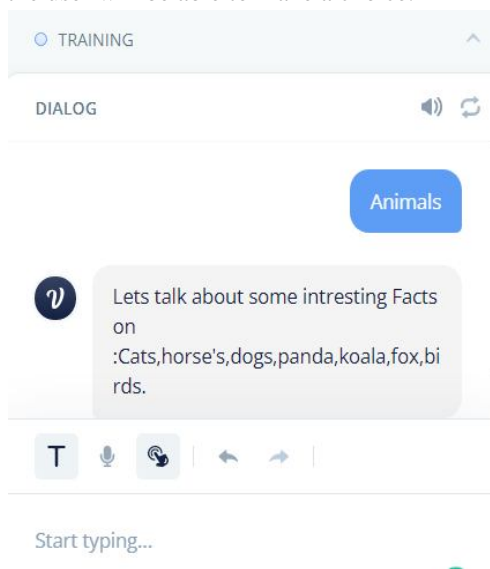 TRAINING
DIALOG
Animals
Lets talk about some intresting Facts
on
:Cats,horse's,dogs,panda,koala,fox,bi
rds.
T
Start typing...